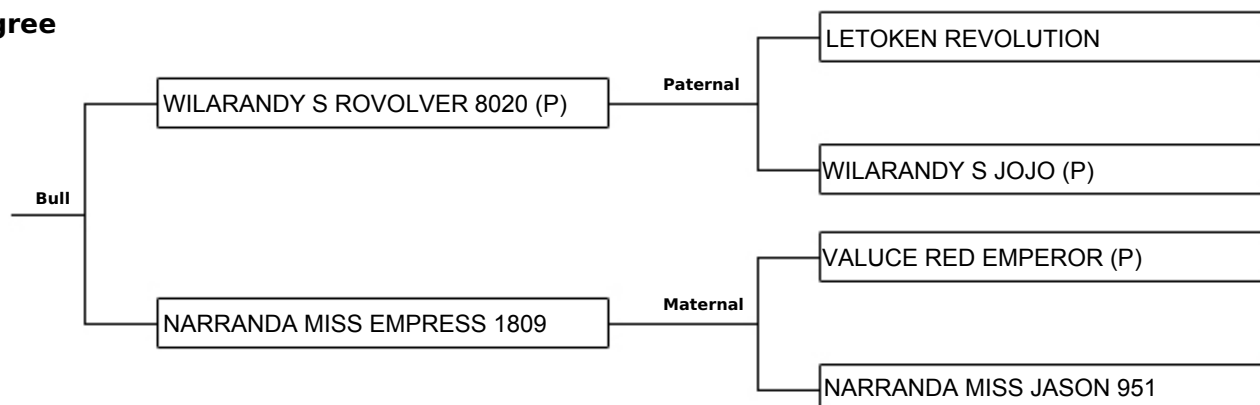 gree
LETOKEN REVOLUTION
Paternal
WILARANDY S ROVOLVER 8020 (P)
WILARANDY S JOJO (P)
Bull
VALUCE RED EMPEROR (P)
Maternal
NARRANDA MISS EMPRESS 1809
NARRANDA MISS JASON 951